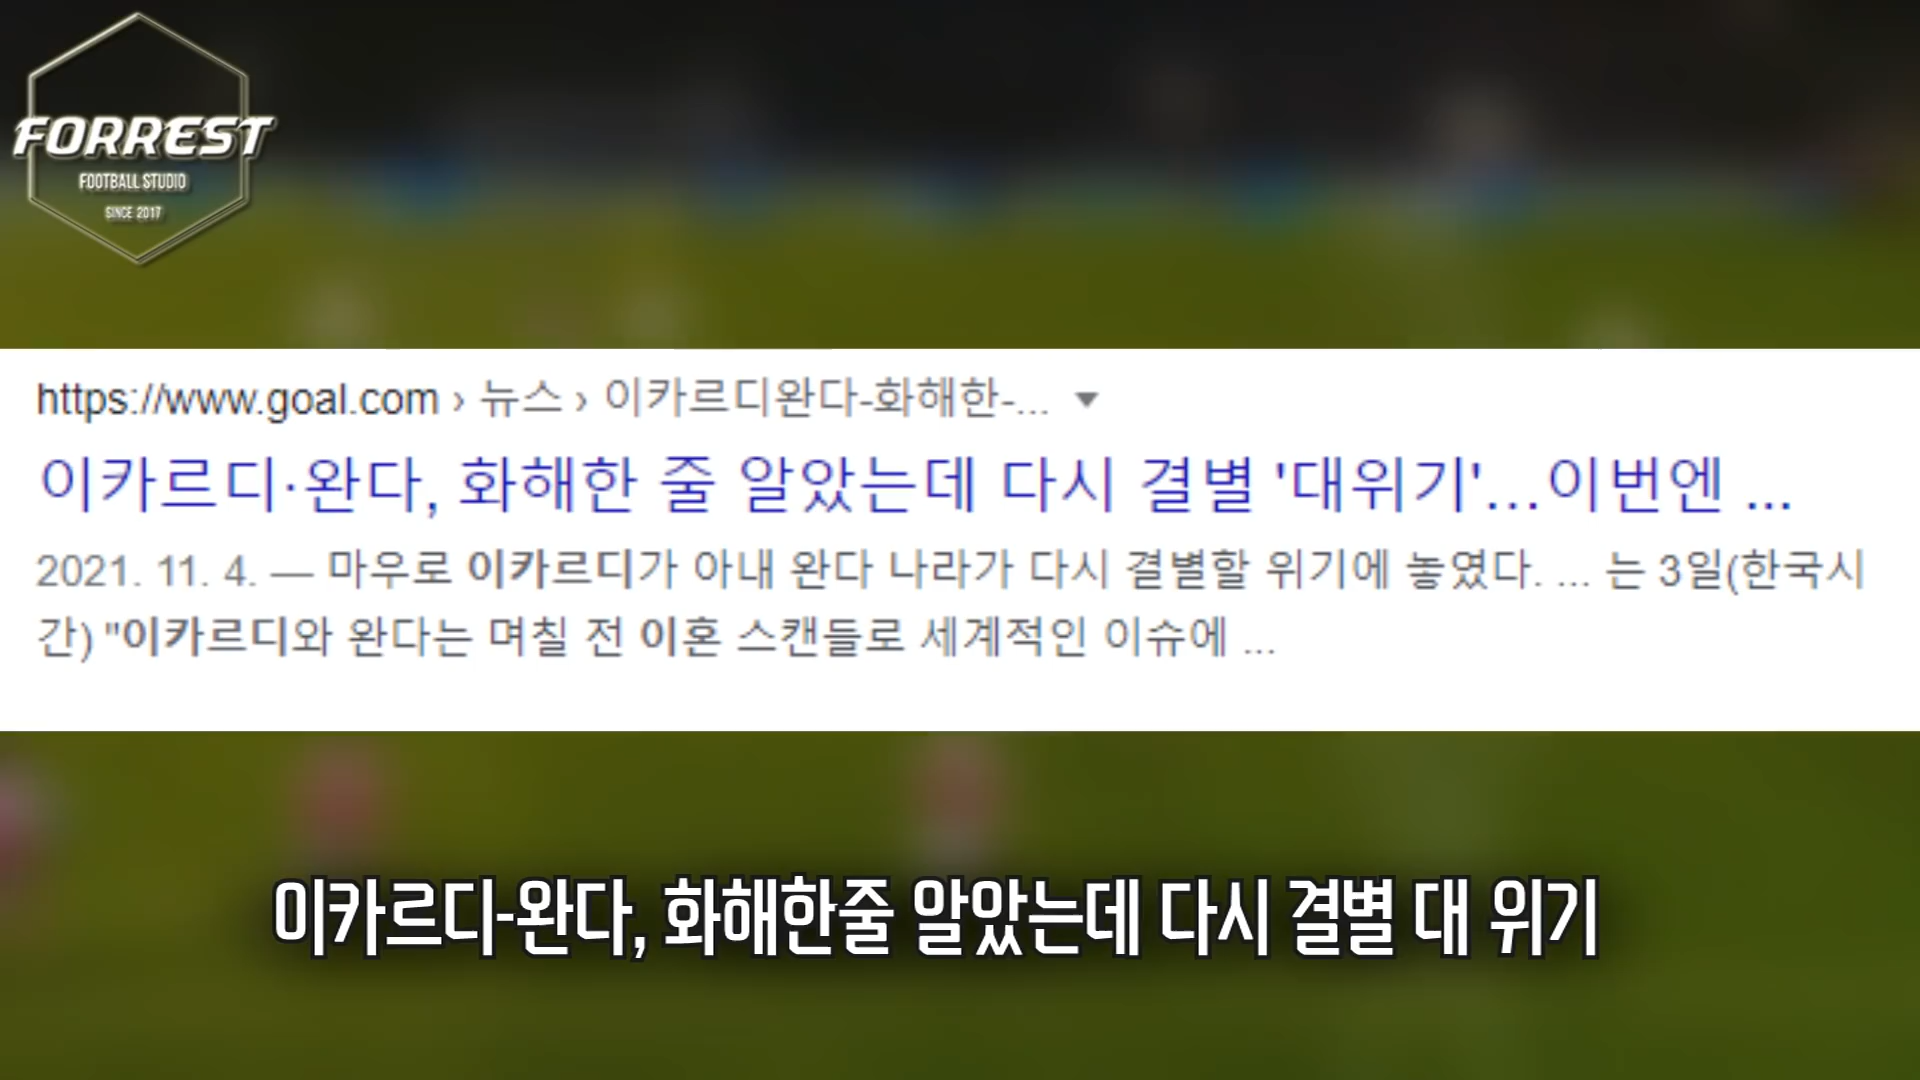 FORREST
FOOTBALL STUDIO
SINCE 2017
https://www.goal.com › 뉴스 › 이카르디완다-화해한-...
이카르디·완다, 화해한 줄 알았는데 다시 결별 '대위기'...이번엔 ...
2021. 11. 4. — 마우로 이카르디가 아내 완다 나라가 다시 결별할 위기에 놓였다. ... 는 3일(한국시
간) "이카르디와 완다는 며칠 전 이혼 스캔들로 세계적인 이슈에 ...
이카르디-완다, 화해한줄 알았는데 다시 결별 대 위기